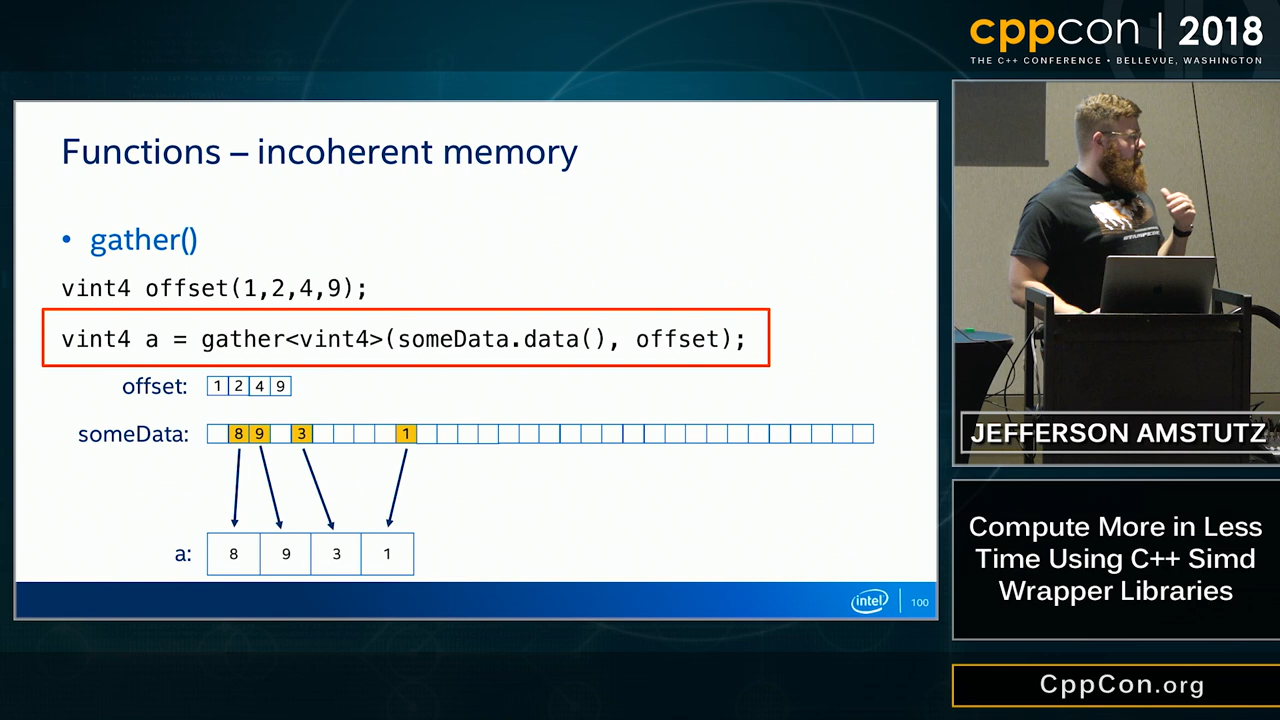 cppcon | 2018
THE C++ CONFERENCE • BELLEVUE, WASHINGTON
Functions – incoherent memory
• gather()
vint4 offset(1,2,4,9);
vint4 a = gather<vint4>(someData.data(), offset);
offset: 1 2 4 9
someData: 8 9 3 1
a: 8 9 3 1
intel
100
JEFFERSON AMSTUTZ
Compute More in Less
Time Using C++ Simd
Wrapper Libraries
CppCon.org